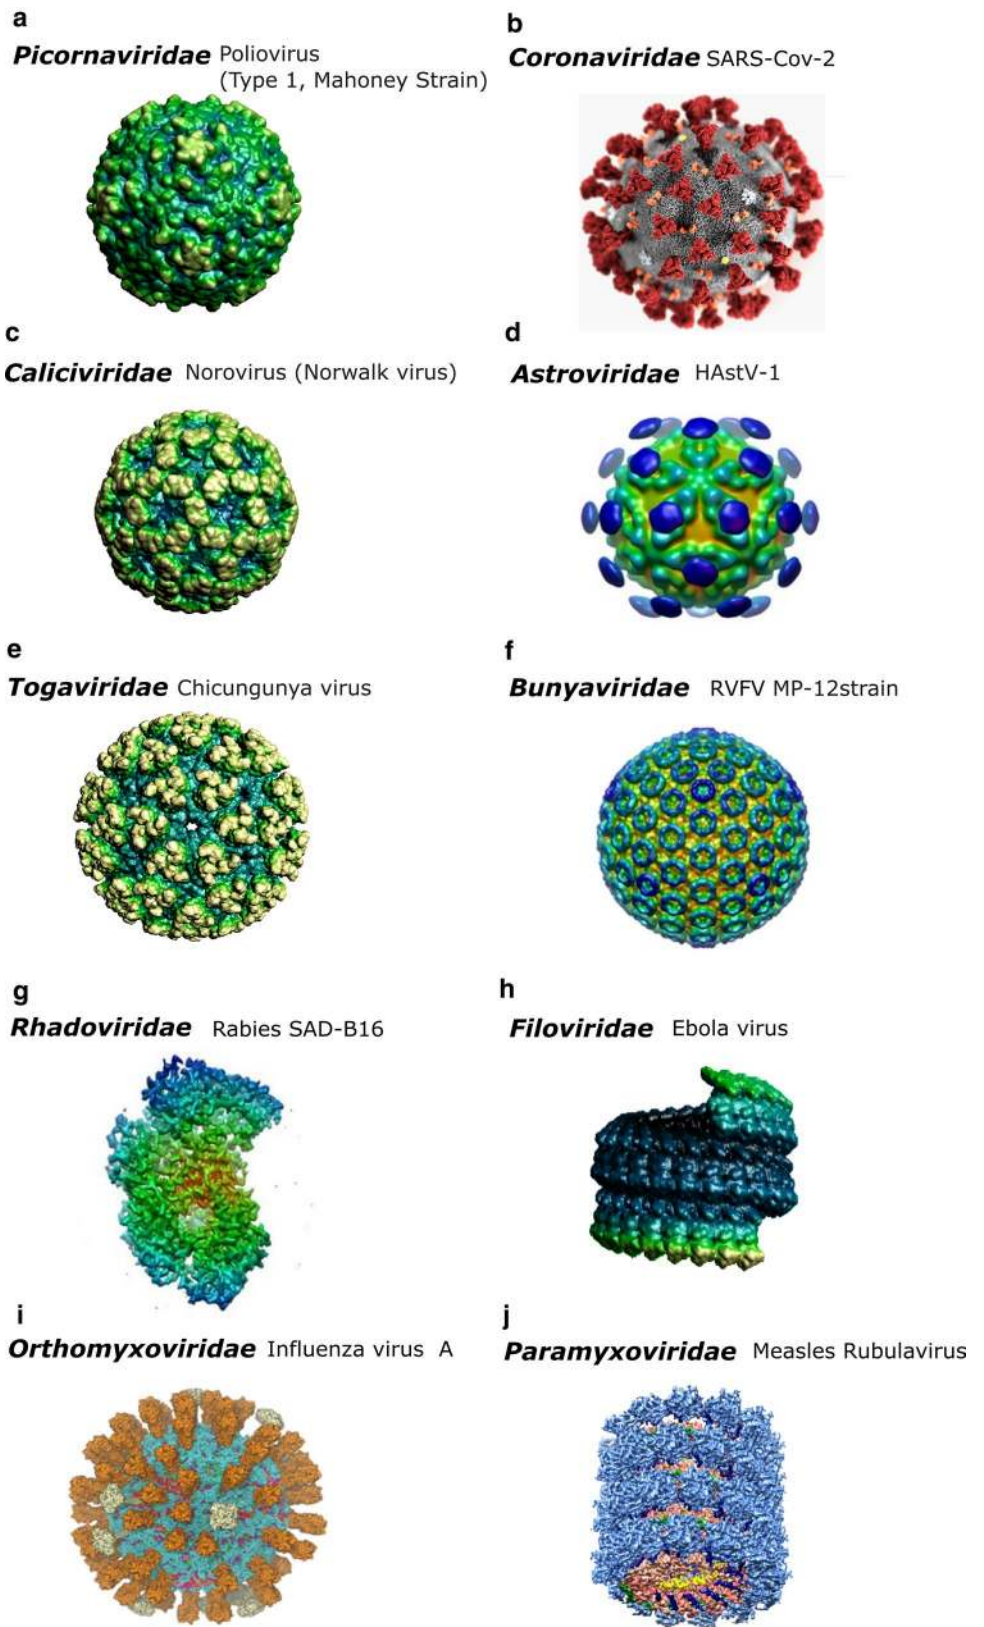 a
Picornaviridae Poliovirus
(Type 1, Mahoney Strain)
b
Coronaviridae SARS-Cov-2
c
Caliciviridae Norovirus (Norwalk virus)
d
Astroviridae HAstV-1
e
Togaviridae Chicungunya virus
f
Bunyaviridae RVFV MP-12strain
g
Rhadoviridae Rabies SAD-B16
h
Filoviridae Ebola virus
i
Orthomyxoviridae Influenza virus A
j
Paramyxoviridae Measles Rubulavirus